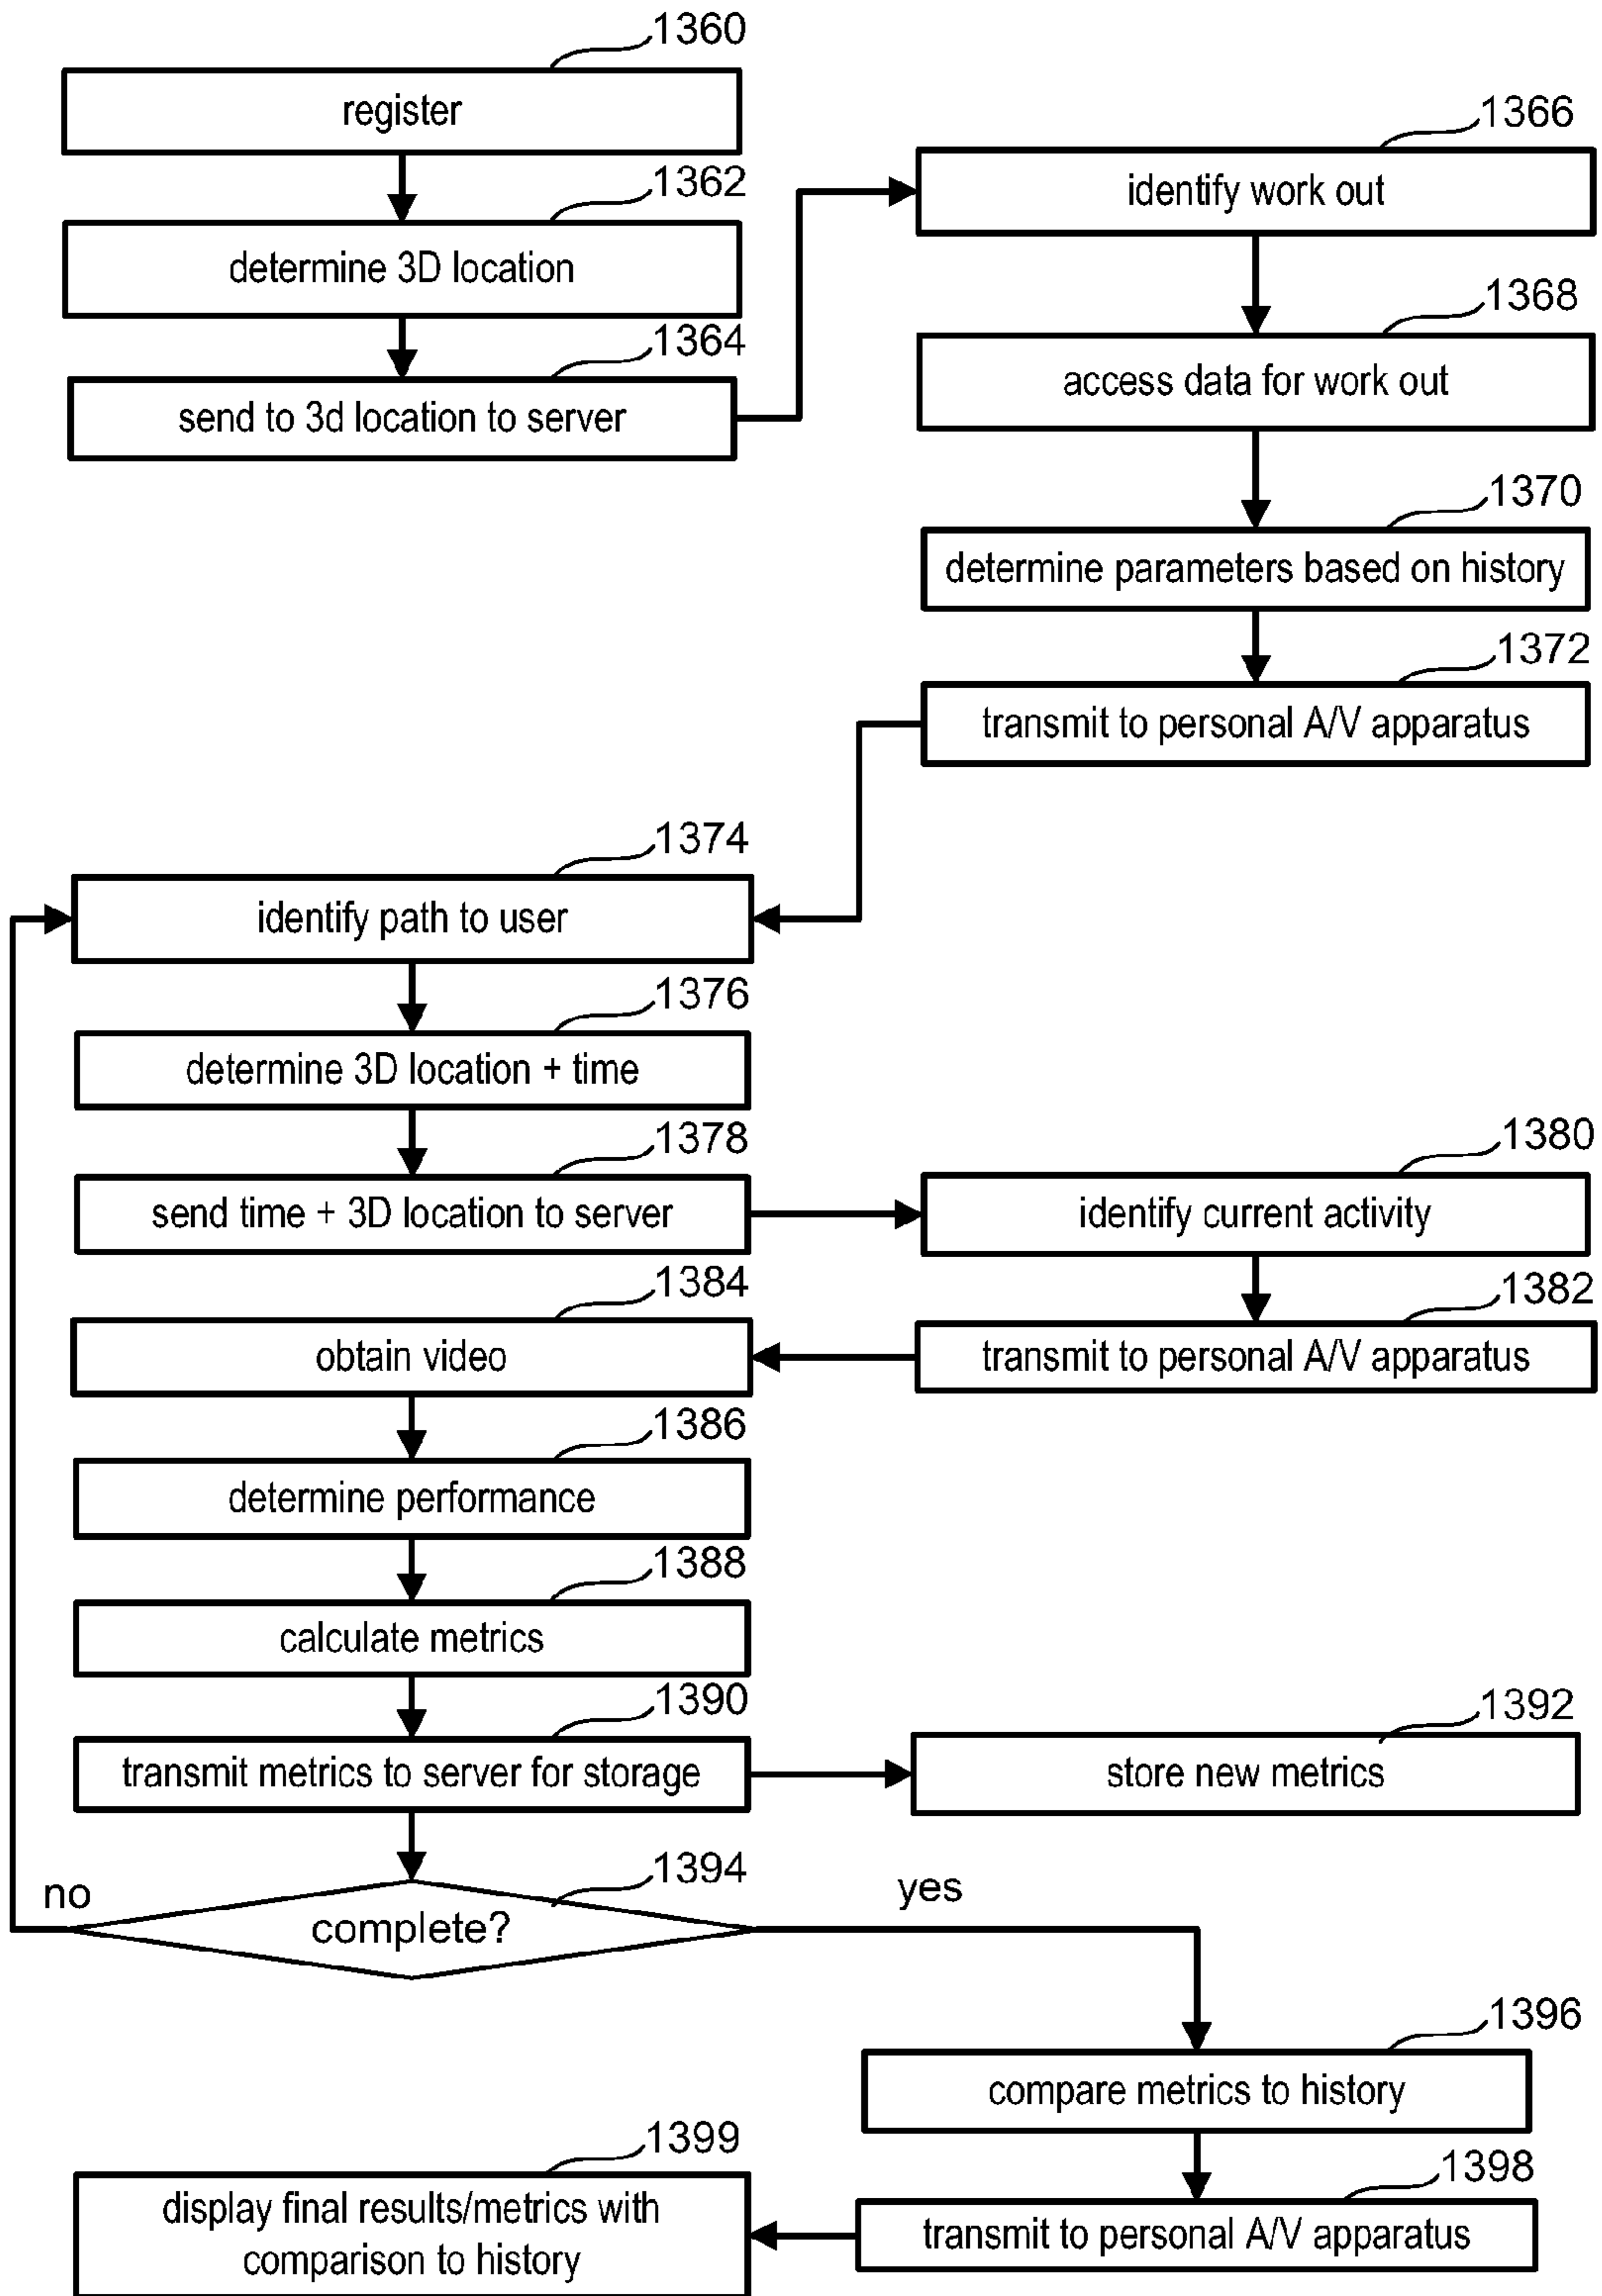 1360
register
1362
determine 3D location
1364
send to 3d location to server
1366
identify work out
1368
access data for work out
1370
determine parameters based on history
1372
transmit to personal A/V apparatus
1374
identify path to user
1376
determine 3D location + time
1378
send time + 3D location to server
1380
identify current activity
1382
transmit to personal A/V apparatus
1384
obtain video
1386
determine performance
1388
calculate metrics
1390
transmit metrics to server for storage
1392
store new metrics
1394
complete?
no
yes
1396
compare metrics to history
1398
transmit to personal A/V apparatus
1399
display final results/metrics with
comparison to history